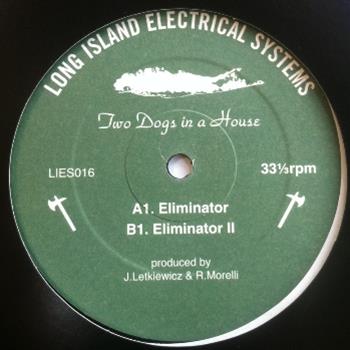 LONG ISLAND ELECTRICAL SYSTEMS
Two Dogs in a House
LIES016
33⅓rpm
A1. Eliminator
B1. Eliminator II
produced by
J.Letkiewicz & R.Morelli